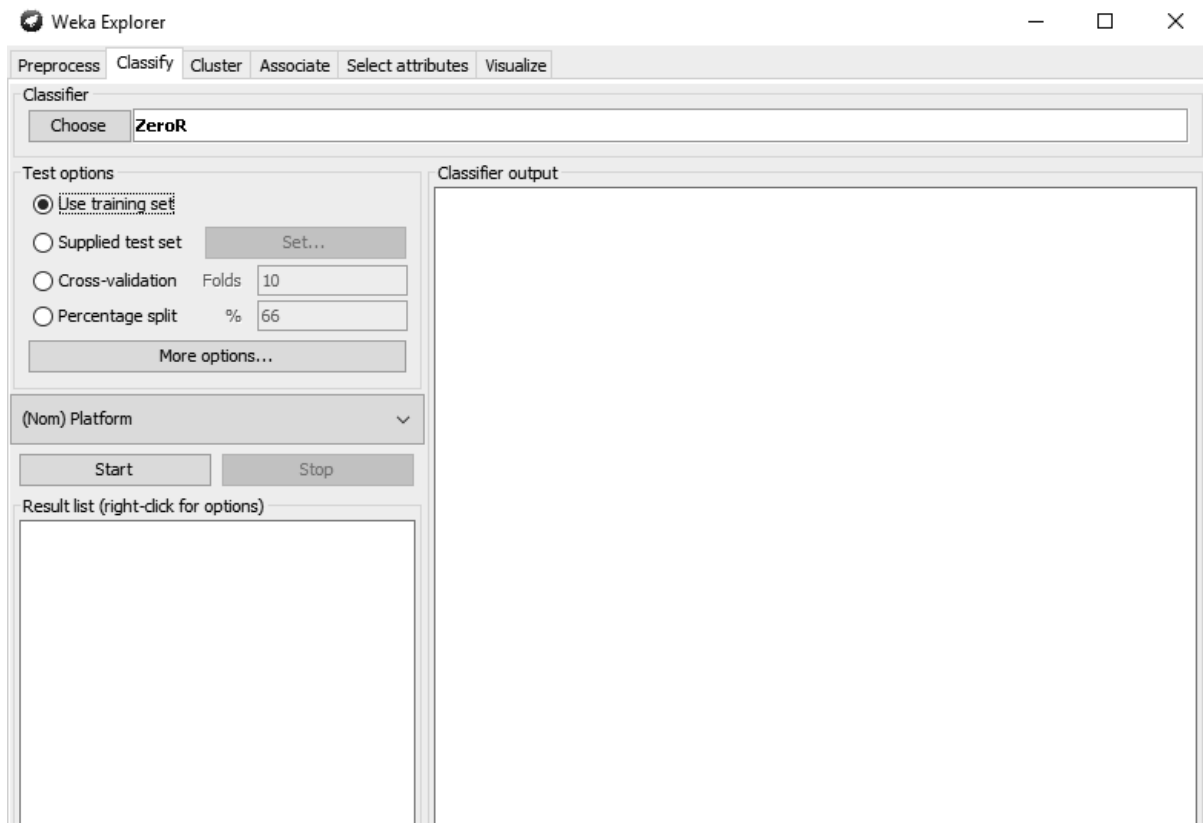 Weka Explorer
Preprocess Classify Cluster Associate Select attributes Visualize
Classifier
Choose ZeroR
Test options
Use training set
Supplied test set Set...
Cross-validation Folds 10
Percentage split % 66
More options...
(Nom) Platform
Start Stop
Result list (right-click for options)
Classifier output